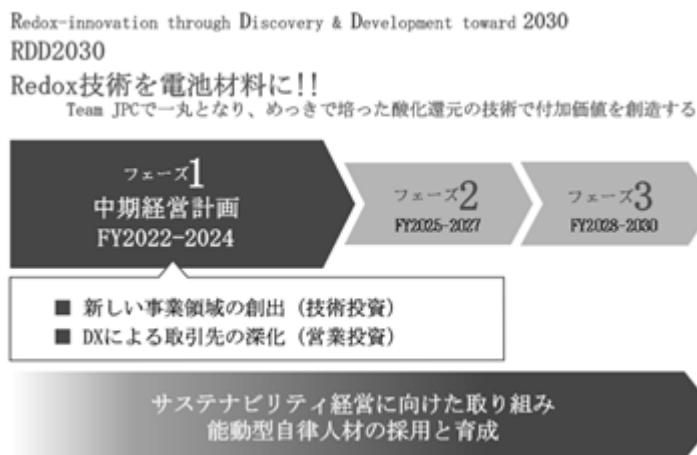 Redox-innovation through Discovery & Development toward 2030
RDD2030
Redox技術を電池材料に!!
Team JPCで一丸となり、めっきで培った酸化還元の技術で付加価値を創造する
フェーズ1
中期経営計画
FY2022-2024
フェーズ2
FY2025-2027
フェーズ3
FY2028-2030
■ 新しい事業領域の創出（技術投資）
■ DXによる取引先の深化（営業投資）
サステナビリティ経営に向けた取り組み
能動型自律人材の採用と育成